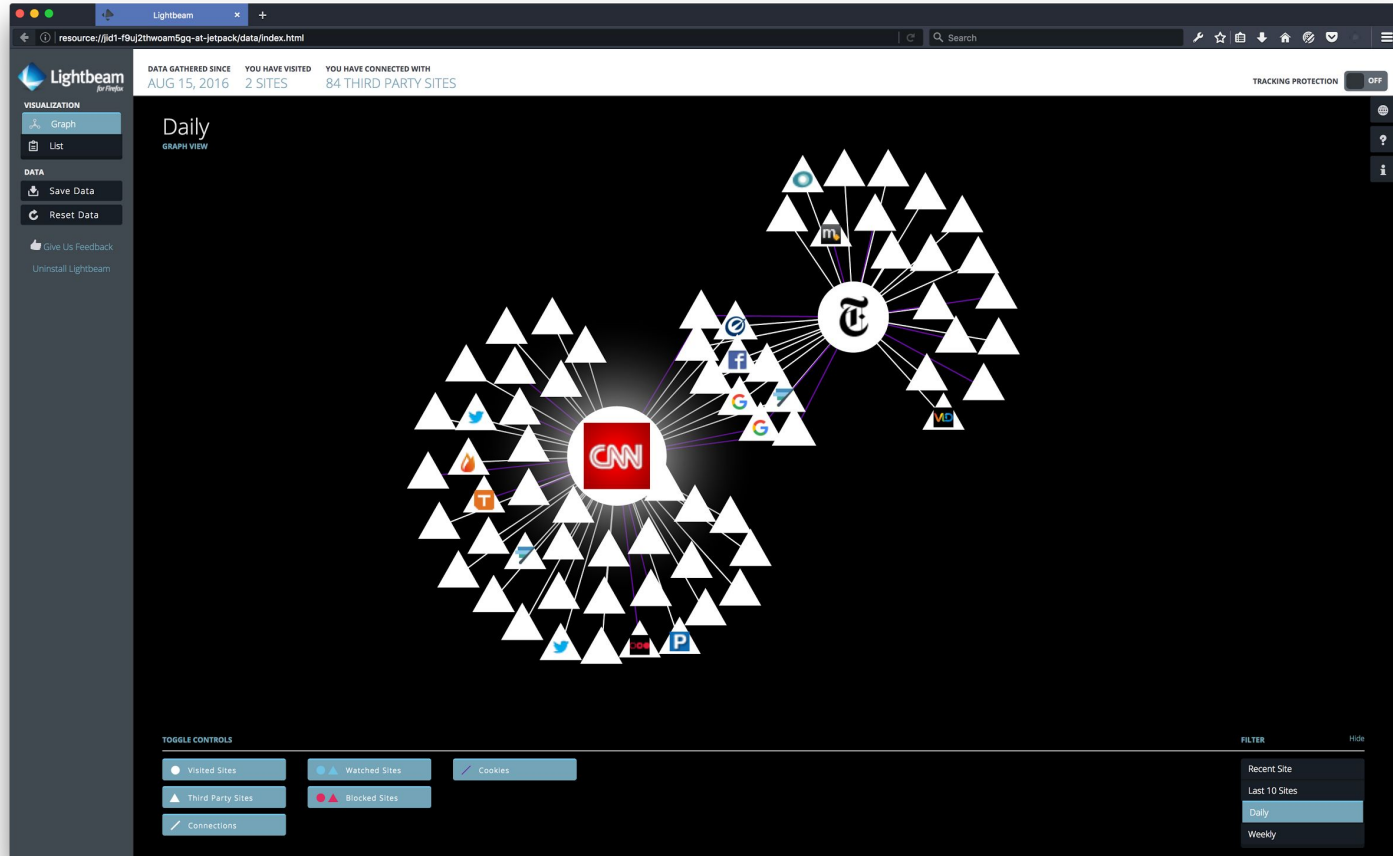 Lightbeam
resource://jid1-f9uj2thwoam5gq-at-jetpack/data/index.html
Search
Lightbeam
for Firefox
DATA GATHERED SINCE YOU HAVE VISITED YOU HAVE CONNECTED WITH
AUG 15, 2016 2 SITES 84 THIRD PARTY SITES
TRACKING PROTECTION OFF
VISUALIZATION
Graph
List
DATA
Save Data
Reset Data
Give Us Feedback
Uninstall Lightbeam
Daily
GRAPH VIEW
m
T
f
G
G
VID
CNN
T
P
TOGGLE CONTROLS
Visited Sites
Watched Sites
Cookies
Third Party Sites
Blocked Sites
Connections
FILTER Hide
Recent Site
Last 10 Sites
Daily
Weekly